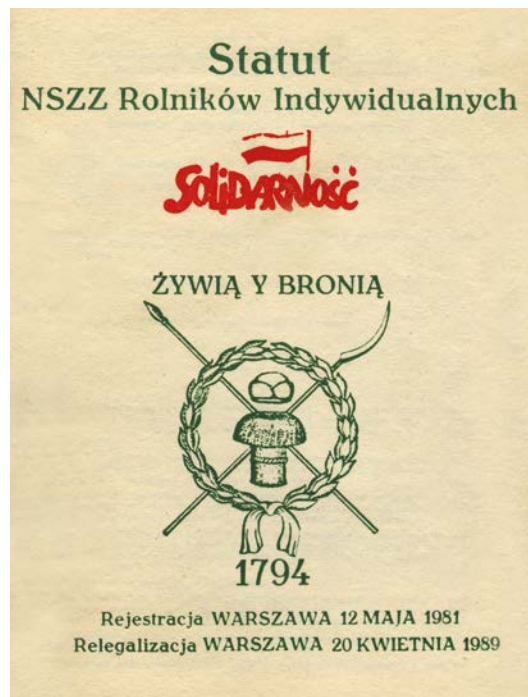 Statut
NSZZ Rolników Indywidualnych
SOLiDARNOŚĆ
ŻYWIĄ Y BRONIĄ
1794
Rejestracja WARSZAWA 12 MAJA 1981
Relegalizacja WARSZAWA 20 KWIETNIA 1989